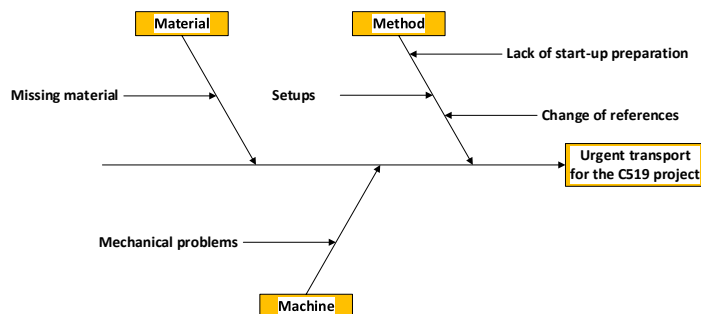 Material
Method
Lack of start-up preparation
Missing material
Setups
Change of references
Urgent transport
for the C519 project
Mechanical problems
Machine